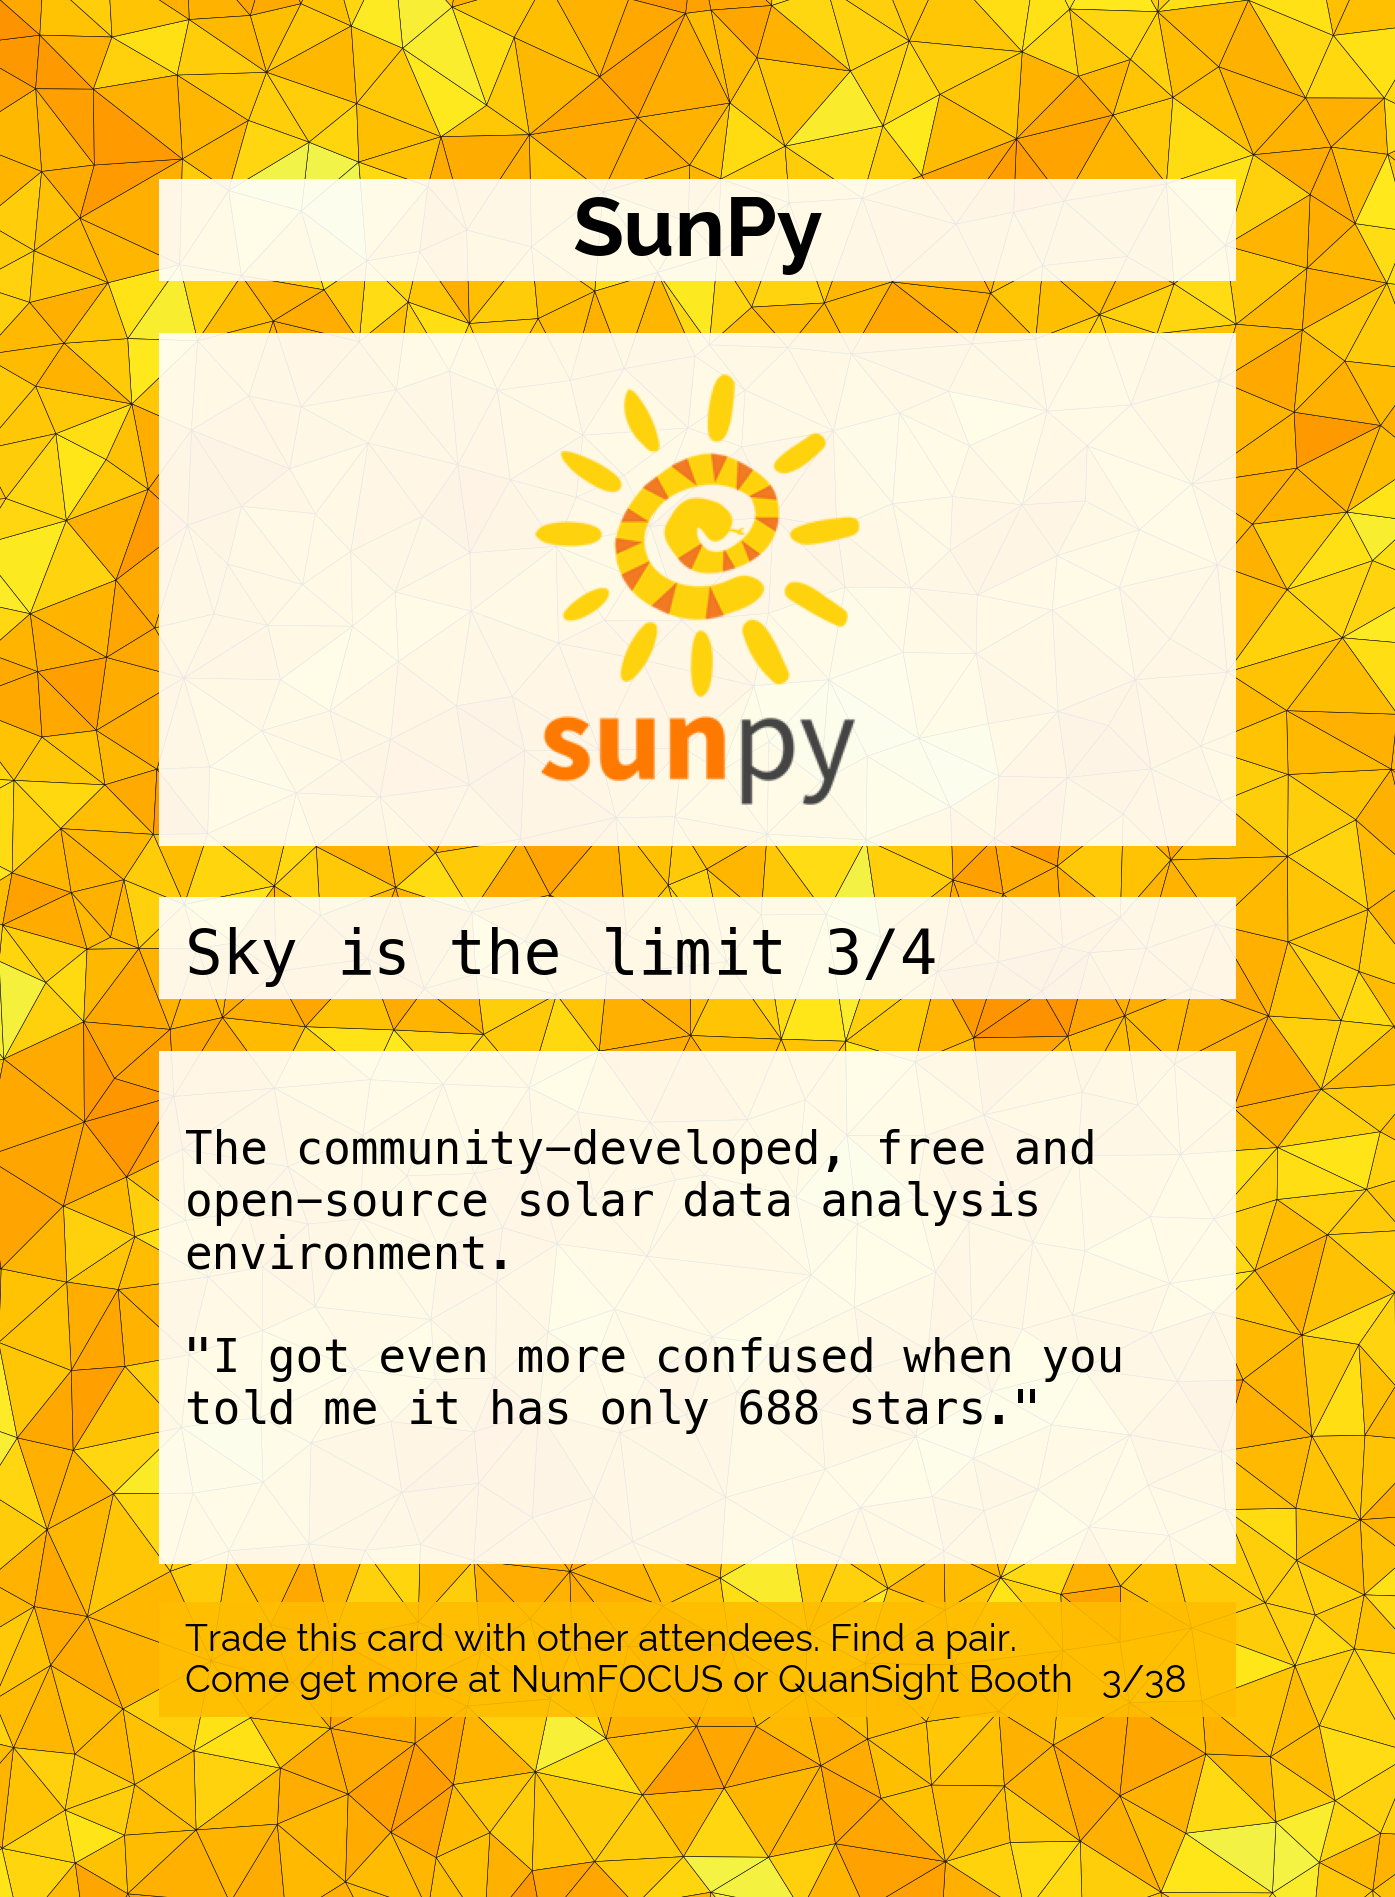 SunPy
sunpy
Sky is the limit 3/4
The community-developed, free and
open-source solar data analysis
environment.
"I got even more confused when you
told me it has only 688 stars."
Trade this card with other attendees. Find a pair.
Come get more at NumFOCUS or QuanSight Booth 3/38